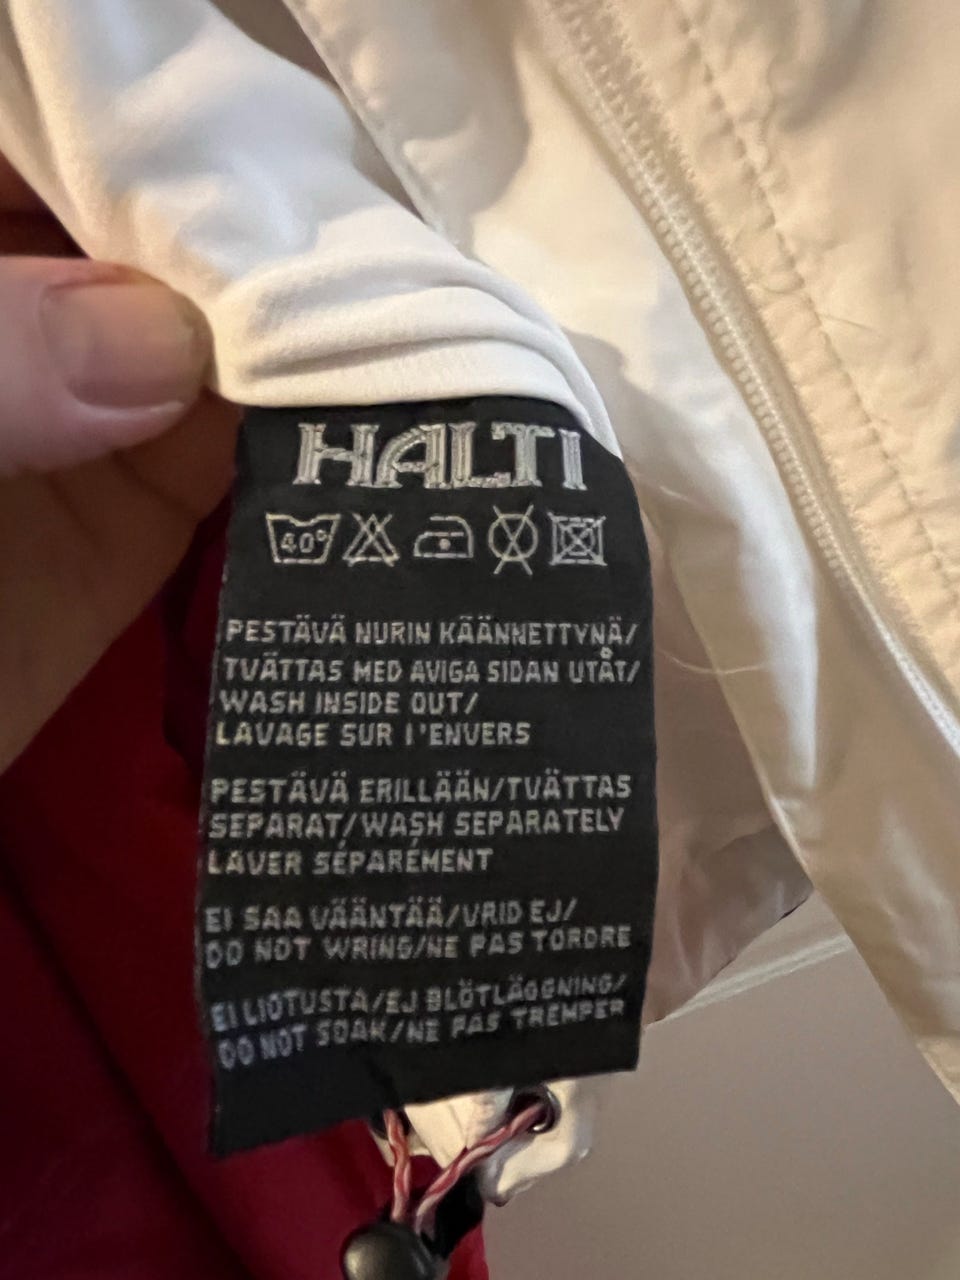 HALTI
40°
PESTÄVÄ NURIN KÄÄNNETTYNÄ/
TVÄTTAS MED AVIGA SIDAN UTÅT/
WASH INSIDE OUT/
LAVAGE SUR I'ENVERS
PESTÄVÄ ERILLÄÄN/TVÄTTAS
SEPARAT/WASH SEPARATELY
LAVER SÉPARÉMENT
EI SAA VÄÄNTÄÄ/VRID EJ/
DO NOT WRING/NE PAS TORDRE
EI LIOTUSTA/EJ BLÖTLÄGGNING/
DO NOT SOAK/NE PAS TREMPER